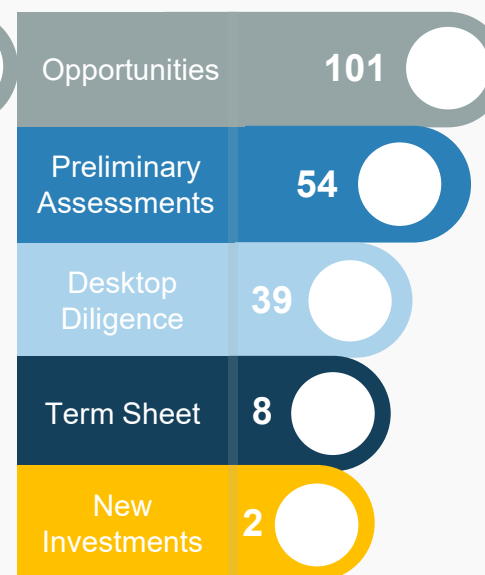 Opportunities 101
Preliminary
Assessments 54
Desktop
Diligence 39
Term Sheet 8
New
Investments 2